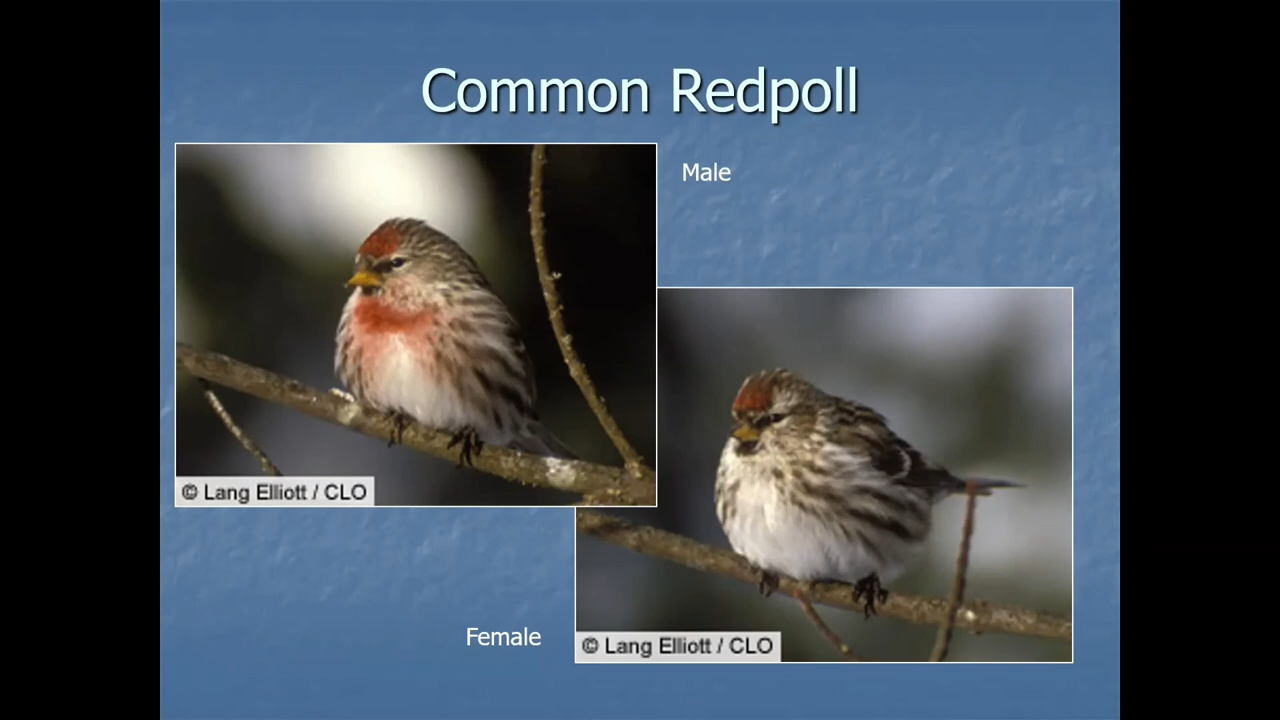 Common Redpoll
Male
© Lang Elliott / CLO
Female
© Lang Elliott / CLO